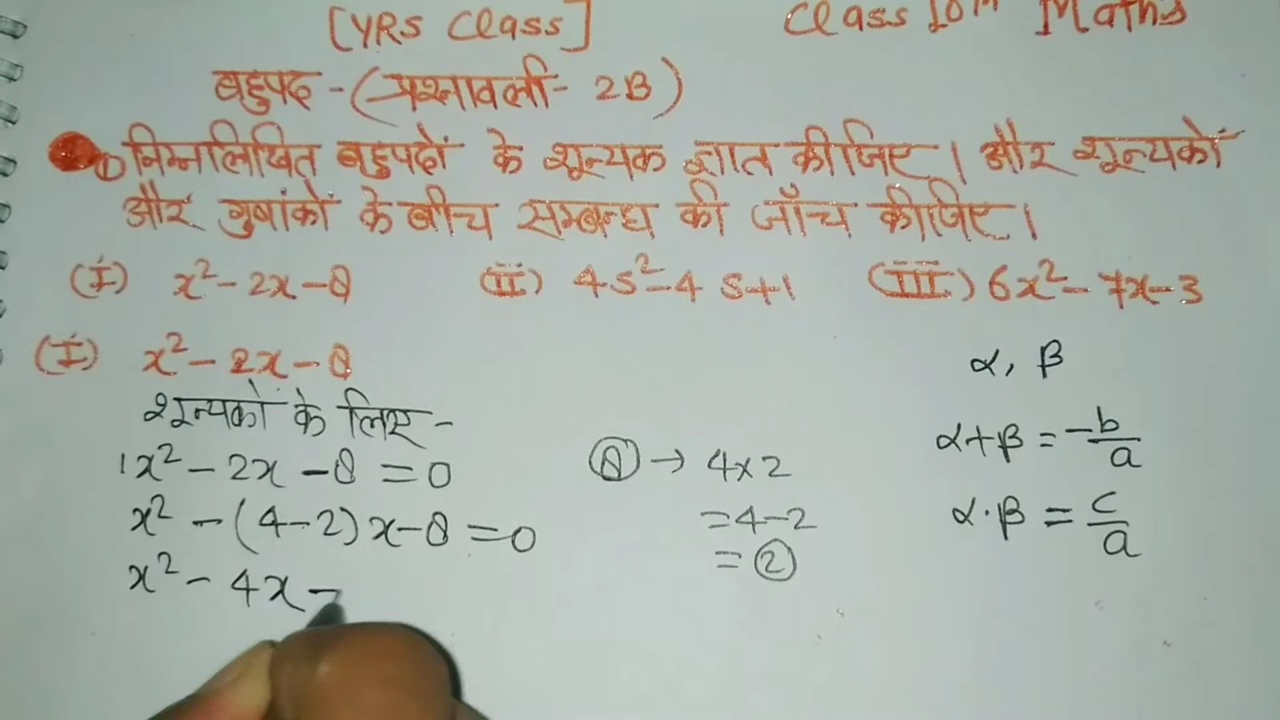 [YRS Class] Class 10th Maths
बहुपद - (प्रश्नावली - 2B)
1) निम्नलिखित बहुपदों के शून्यक ज्ञात कीजिए। और शून्यकों
और गुणांकों के बीच सम्बन्ध की जाँच कीजिए।
(I) x² - 2x - 8 (II) 4s² - 4s + 1 (III) 6x² - 7x - 3
(I) x² - 2x - 8
शून्यकों के लिए -
1x² - 2x - 8 = 0
x² - (4-2)x - 8 = 0
x² - 4x -
8 → 4×2
= 4-2
= 2
α, β
α+β = -b/a
α·β = c/a